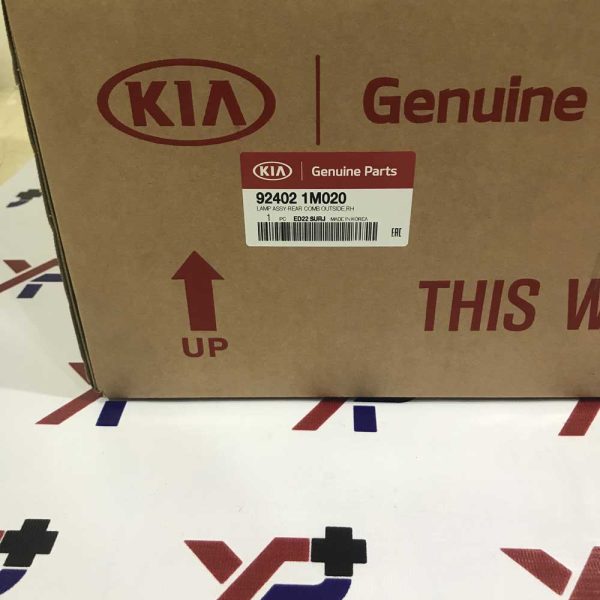 KIA Genuine
KIA Genuine Parts
92402 1M020
LAMP ASSY-REAR COMB OUTSIDE,RH
1 PC ED22 SURJ MADE IN KOREA
EAC
UP
THIS W